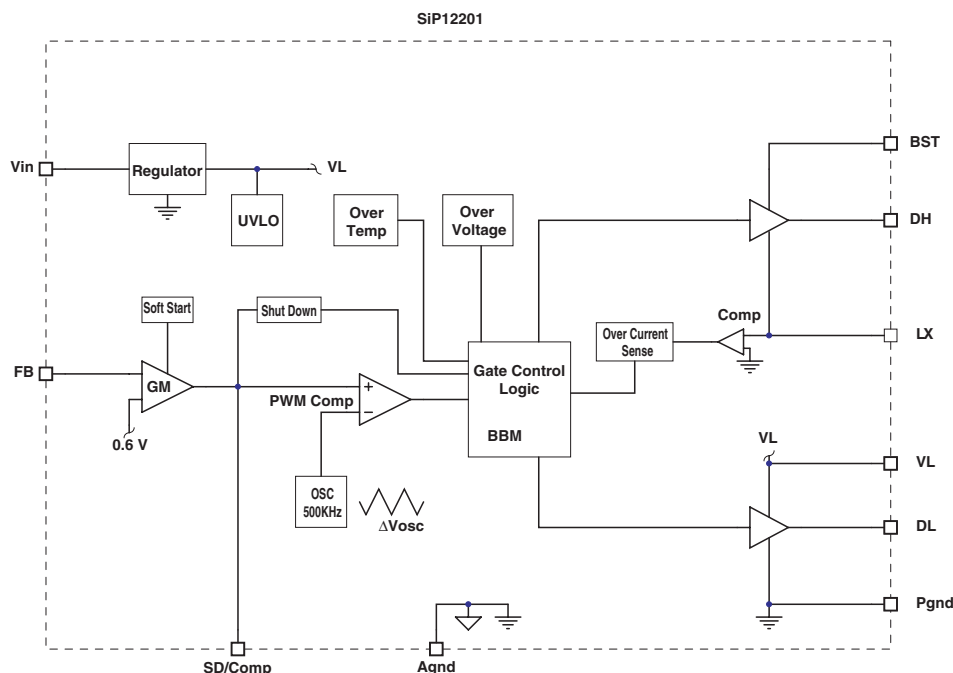 SiP12201
Vin
Regulator
VL
UVLO
Over
Temp
Over
Voltage
BST
DH
Soft Start
Shut Down
Comp
LX
Over Current
Sense
FB
GM
0.6 V
PWM Comp
+
−
Gate Control
Logic
BBM
OSC
500KHz
ΔVosc
VL
VL
DL
Pgnd
SD/Comp
Agnd